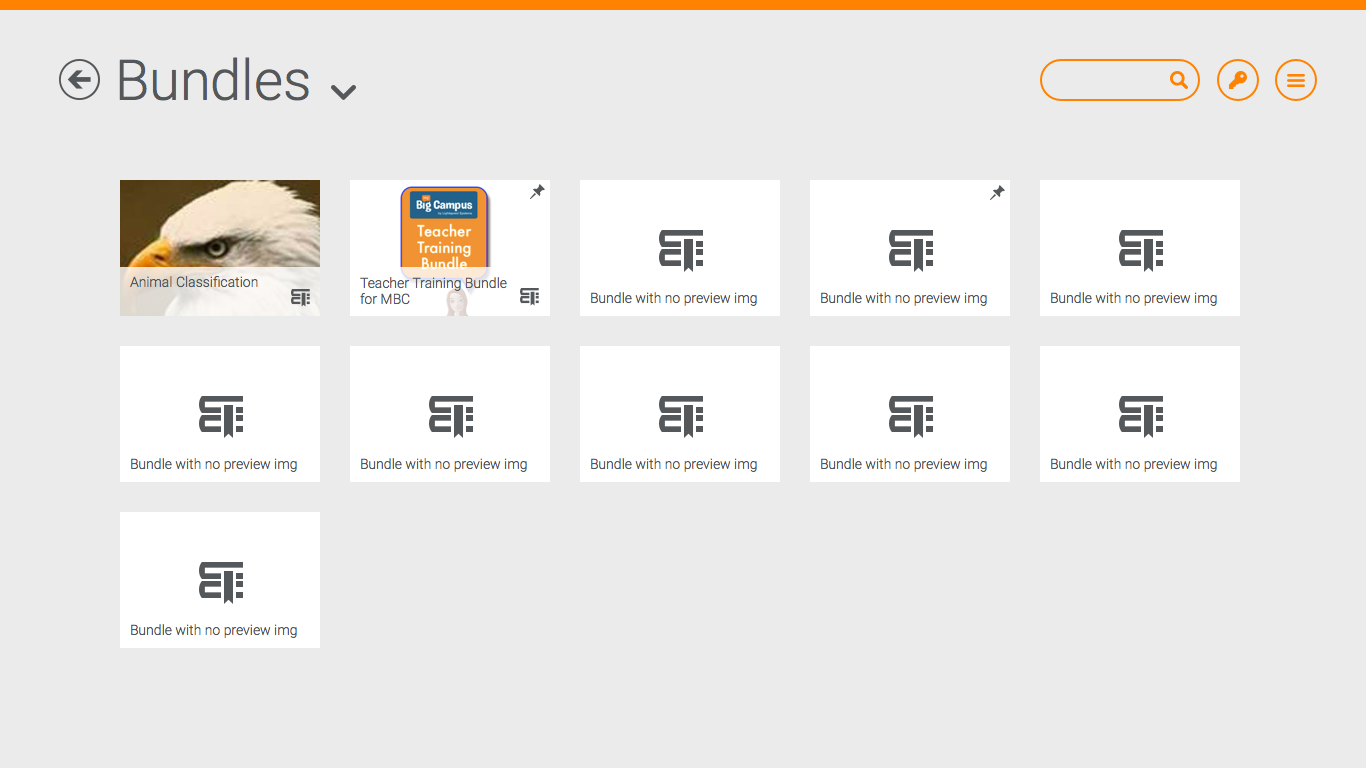 Bundles
Big Campus
Teacher
Training
Bundle
Animal Classification
Teacher Training Bundle
for MBC
Bundle with no preview img
Bundle with no preview img
Bundle with no preview img
Bundle with no preview img
Bundle with no preview img
Bundle with no preview img
Bundle with no preview img
Bundle with no preview img
Bundle with no preview img